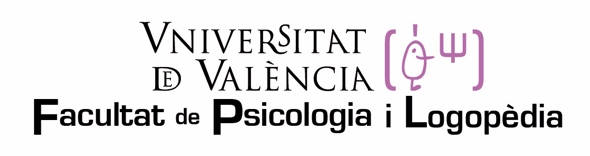 VNIVERSITAT
DE VALÈNCIA [Ψ]
Facultat de Psicologia i Logopèdia